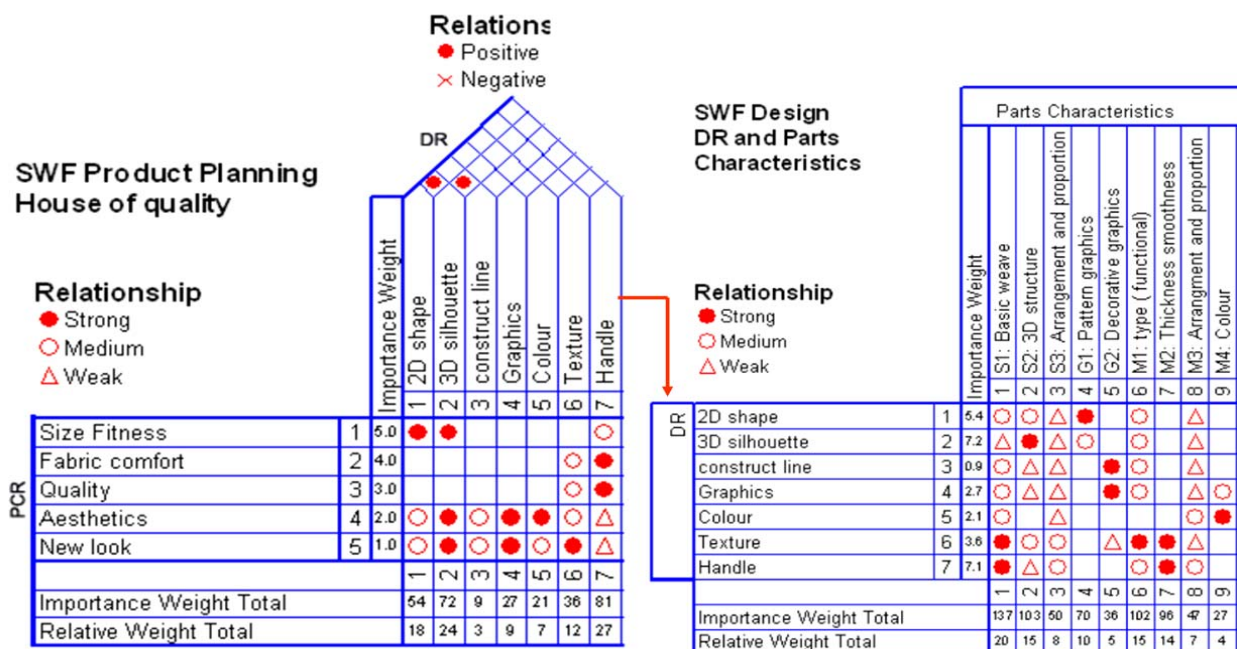 Relations
Positive
Negative
DR
SWF Product Planning
House of quality
Relationship
Strong
Medium
Weak
Importance Weight
2D shape
3D silhouette
construct line
Graphics
Colour
Texture
Handle
1 2 3 4 5 6 7
PCR
Size Fitness 1 5.0
Fabric comfort 2 4.0
Quality 3 3.0
Aesthetics 4 2.0
New look 5 1.0
1 2 3 4 5 6 7
Importance Weight Total 54 72 9 27 21 36 81
Relative Weight Total 18 24 3 9 7 12 27
SWF Design
DR and Parts
Characteristics
Parts Characteristics
Relationship
Strong
Medium
Weak
Importance Weight
S1: Basic weave
S2: 3D structure
S3: Arrangement and proportion
G1: Pattern graphics
G2: Decorative graphics
M1: type ( functional)
M2: Thickness smoothness
M3: Arrangment and proportion
M4: Colour
1 2 3 4 5 6 7 8 9
DR
2D shape 1 5.4
3D silhouette 2 7.2
construct line 3 0.9
Graphics 4 2.7
Colour 5 2.1
Texture 6 3.6
Handle 7 7.1
1 2 3 4 5 6 7 8 9
Importance Weight Total 137 103 50 70 36 102 96 47 27
Relative Weight Total 20 15 8 10 5 15 14 7 4